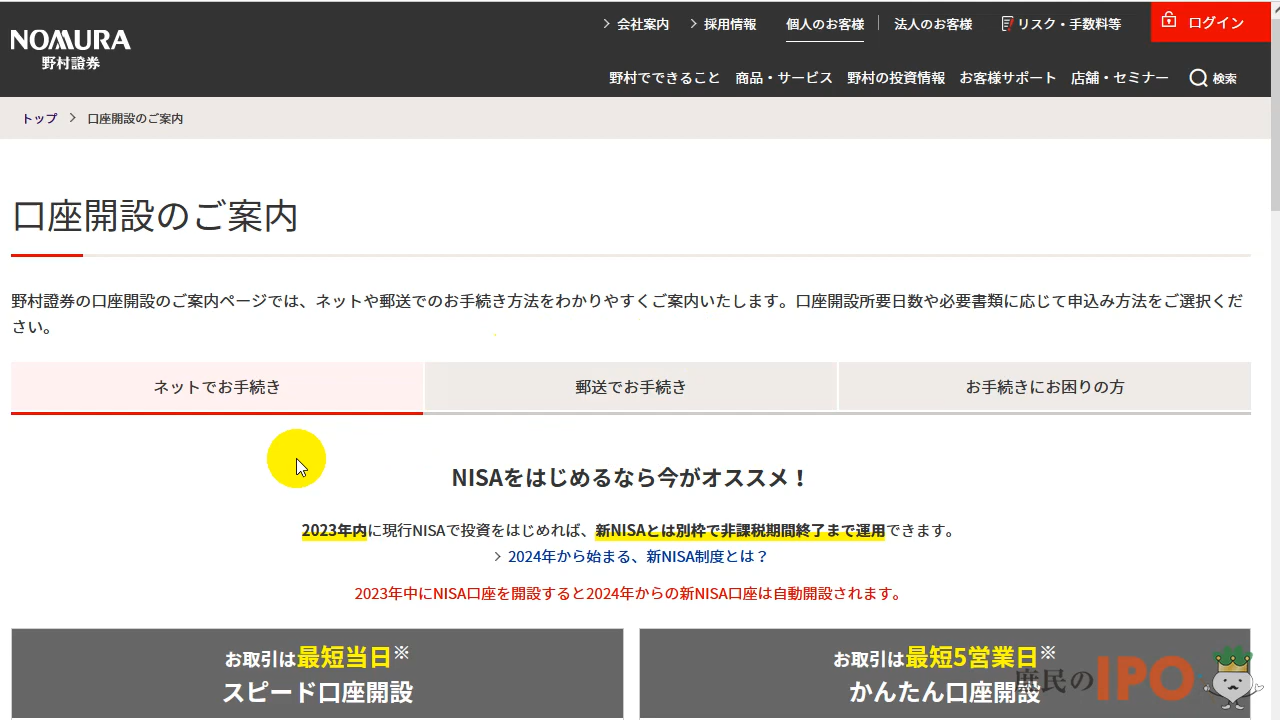 会社案内 採用情報 個人のお客様 法人のお客様 リスク・手数料等 ログイン
NOMURA
野村證券
野村でできること 商品・サービス 野村の投資情報 お客様サポート 店舗・セミナー 検索
トップ 口座開設のご案内
口座開設のご案内
野村證券の口座開設のご案内ページでは、ネットや郵送でのお手続き方法をわかりやすくご案内いたします。口座開設所要日数や必要書類に応じて申込み方法をご選択くだ
さい。
ネットでお手続き 郵送でお手続き お手続きにお困りの方
NISAをはじめるなら今がオススメ！
2023年内に現行NISAで投資をはじめれば、新NISAとは別枠で非課税期間終了まで運用できます。
2024年から始まる、新NISA制度とは？
2023年中にNISA口座を開設すると2024年からの新NISA口座は自動開設されます。
お取引は最短当日※
スピード口座開設
お取引は最短5営業日※
かんたん口座開設
庶民のIPO